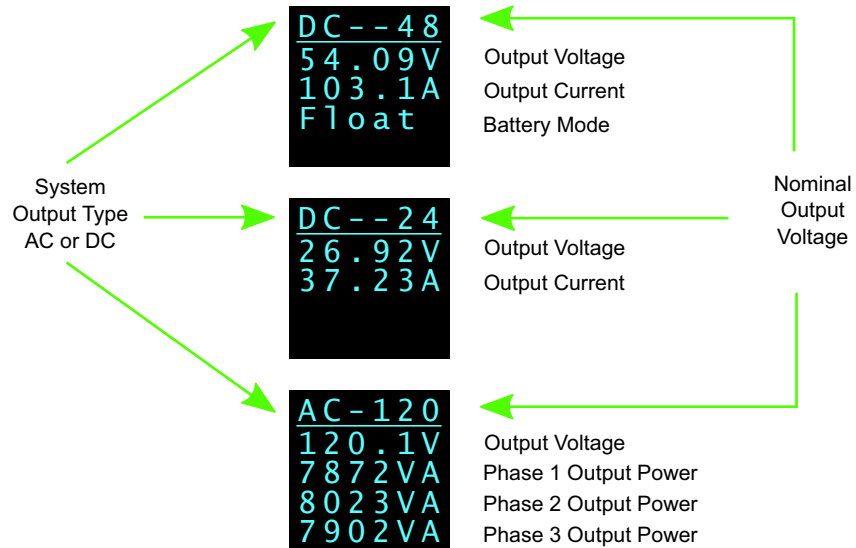 DC--48
54.09V
103.1A
Float
Output Voltage
Output Current
Battery Mode
System
Output Type
AC or DC
Nominal
Output
Voltage
DC--24
26.92V
37.23A
Output Voltage
Output Current
AC-120
120.1V
7872VA
8023VA
7902VA
Output Voltage
Phase 1 Output Power
Phase 2 Output Power
Phase 3 Output Power